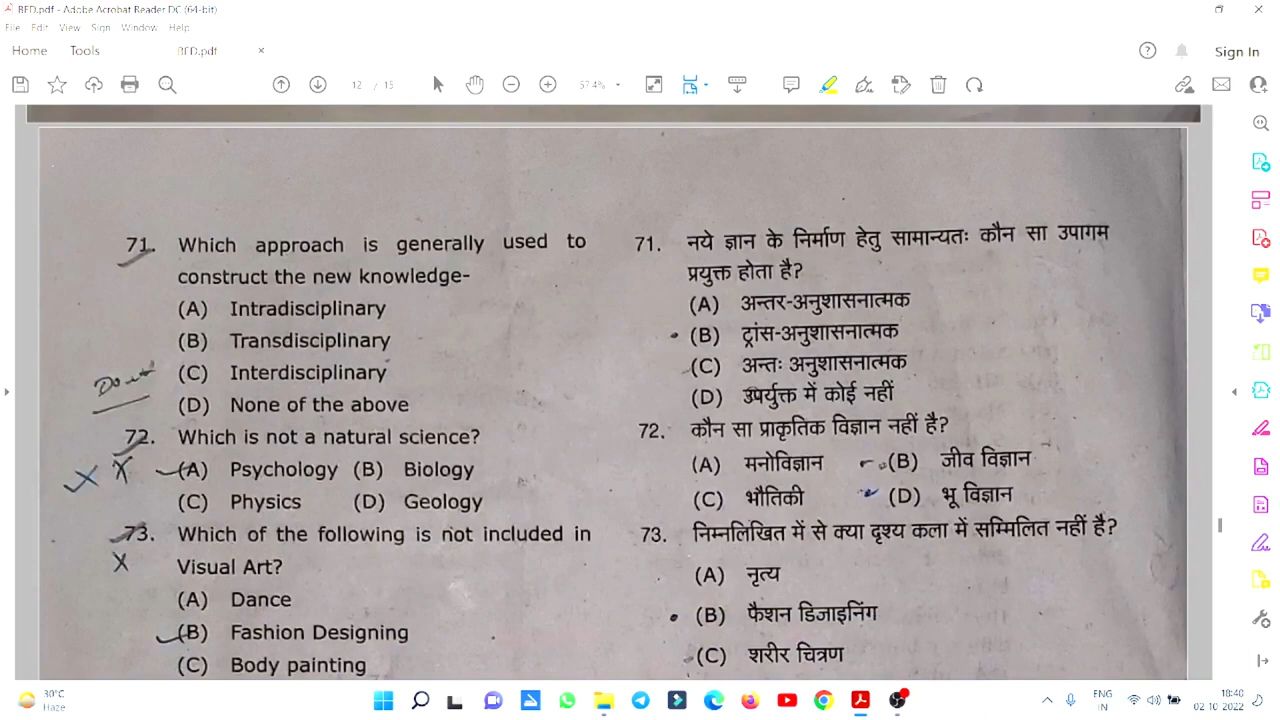 BED.pdf - Adobe Acrobat Reader DC (64-bit)
File Edit View Sign Window Help
Home Tools BED.pdf × Sign In
12 / 15 57.4%
71. Which approach is generally used to
construct the new knowledge-
(A) Intradisciplinary
(B) Transdisciplinary
(C) Interdisciplinary
(D) None of the above
72. Which is not a natural science?
(A) Psychology (B) Biology
(C) Physics (D) Geology
73. Which of the following is not included in
Visual Art?
(A) Dance
(B) Fashion Designing
(C) Body painting
71. नये ज्ञान के निर्माण हेतु सामान्यतः कौन सा उपागम
प्रयुक्त होता है?
(A) अन्तर-अनुशासनात्मक
(B) ट्रांस-अनुशासनात्मक
(C) अन्तः अनुशासनात्मक
(D) उपर्युक्त में कोई नहीं
72. कौन सा प्राकृतिक विज्ञान नहीं है?
(A) मनोविज्ञान (B) जीव विज्ञान
(C) भौतिकी (D) भू विज्ञान
73. निम्नलिखित में से क्या दृश्य कला में सम्मिलित नहीं है?
(A) नृत्य
(B) फैशन डिजाइनिंग
(C) शरीर चित्रण
30°C
Haze
ENG
IN
18:40
02-10-2022